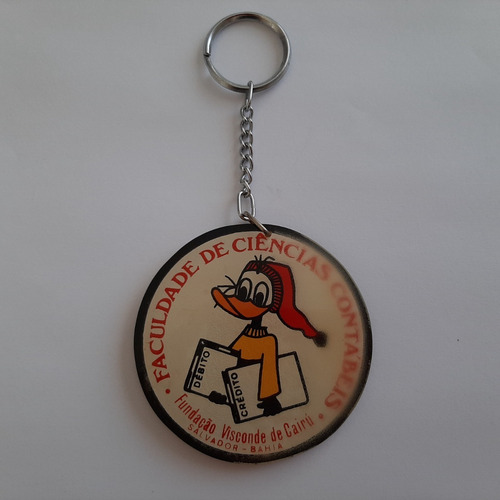 • FACULDADE DE CIÊNCIAS CONTÁBEIS •
DÉBITO
CRÉDITO
Fundação Visconde de Cairú
SALVADOR - BAHIA